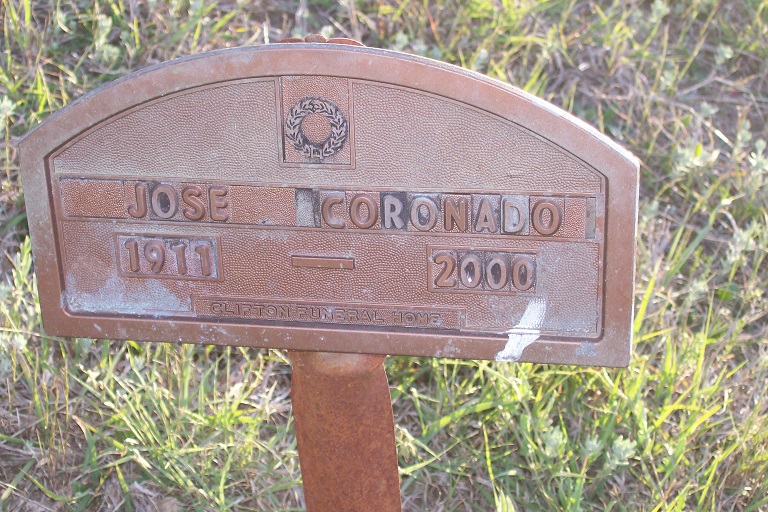 JOSE CORONADO
1911 — 2000
CLIFTON FUNERAL HOME